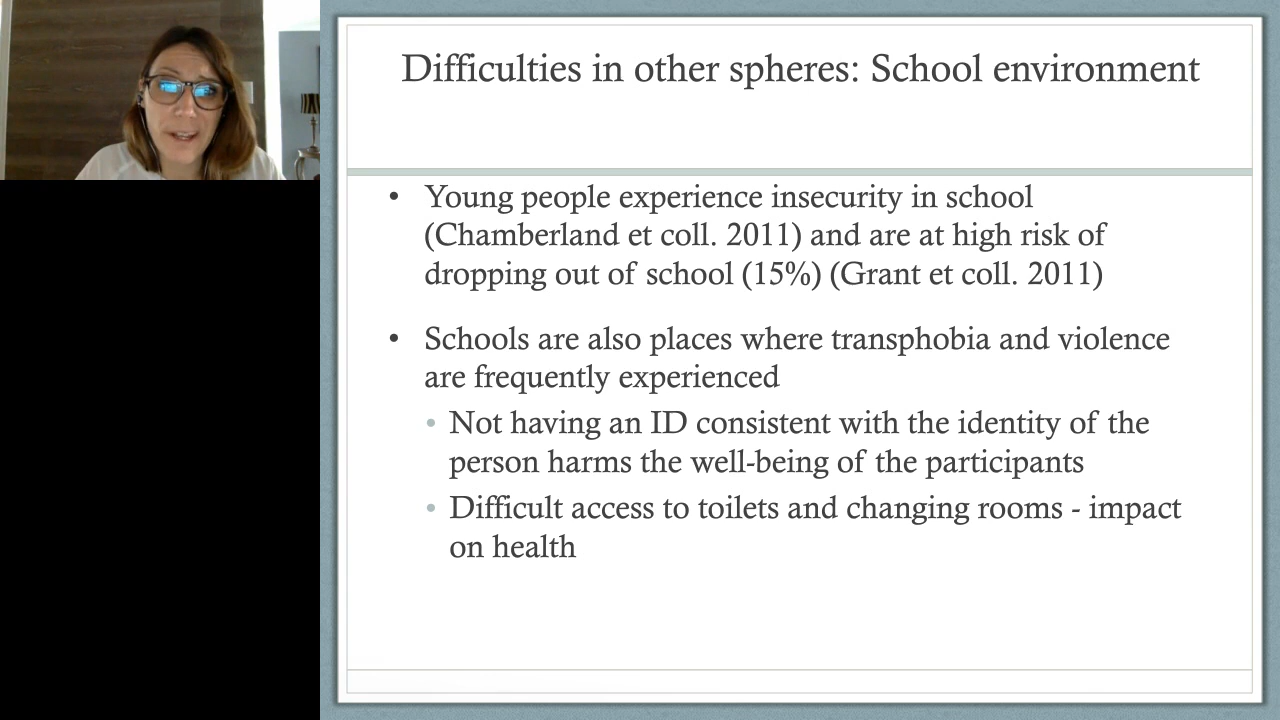 Difficulties in other spheres: School environment
• Young people experience insecurity in school
(Chamberland et coll. 2011) and are at high risk of
dropping out of school (15%) (Grant et coll. 2011)
• Schools are also places where transphobia and violence
are frequently experienced
• Not having an ID consistent with the identity of the
person harms the well-being of the participants
• Difficult access to toilets and changing rooms - impact
on health